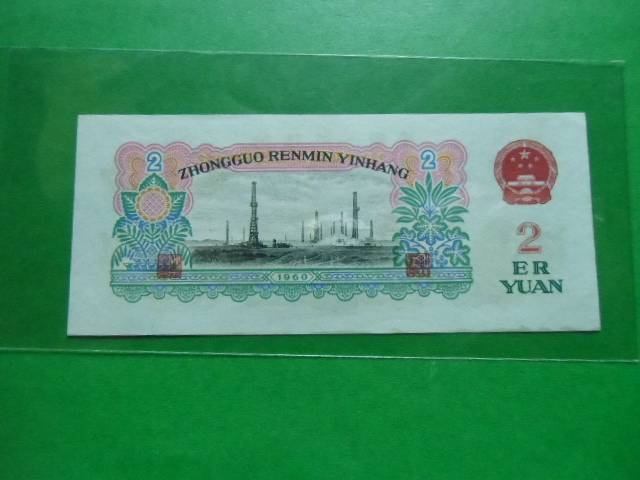 2
ZHONGGUO RENMIN YINHANG
2
1960
2
ER
YUAN